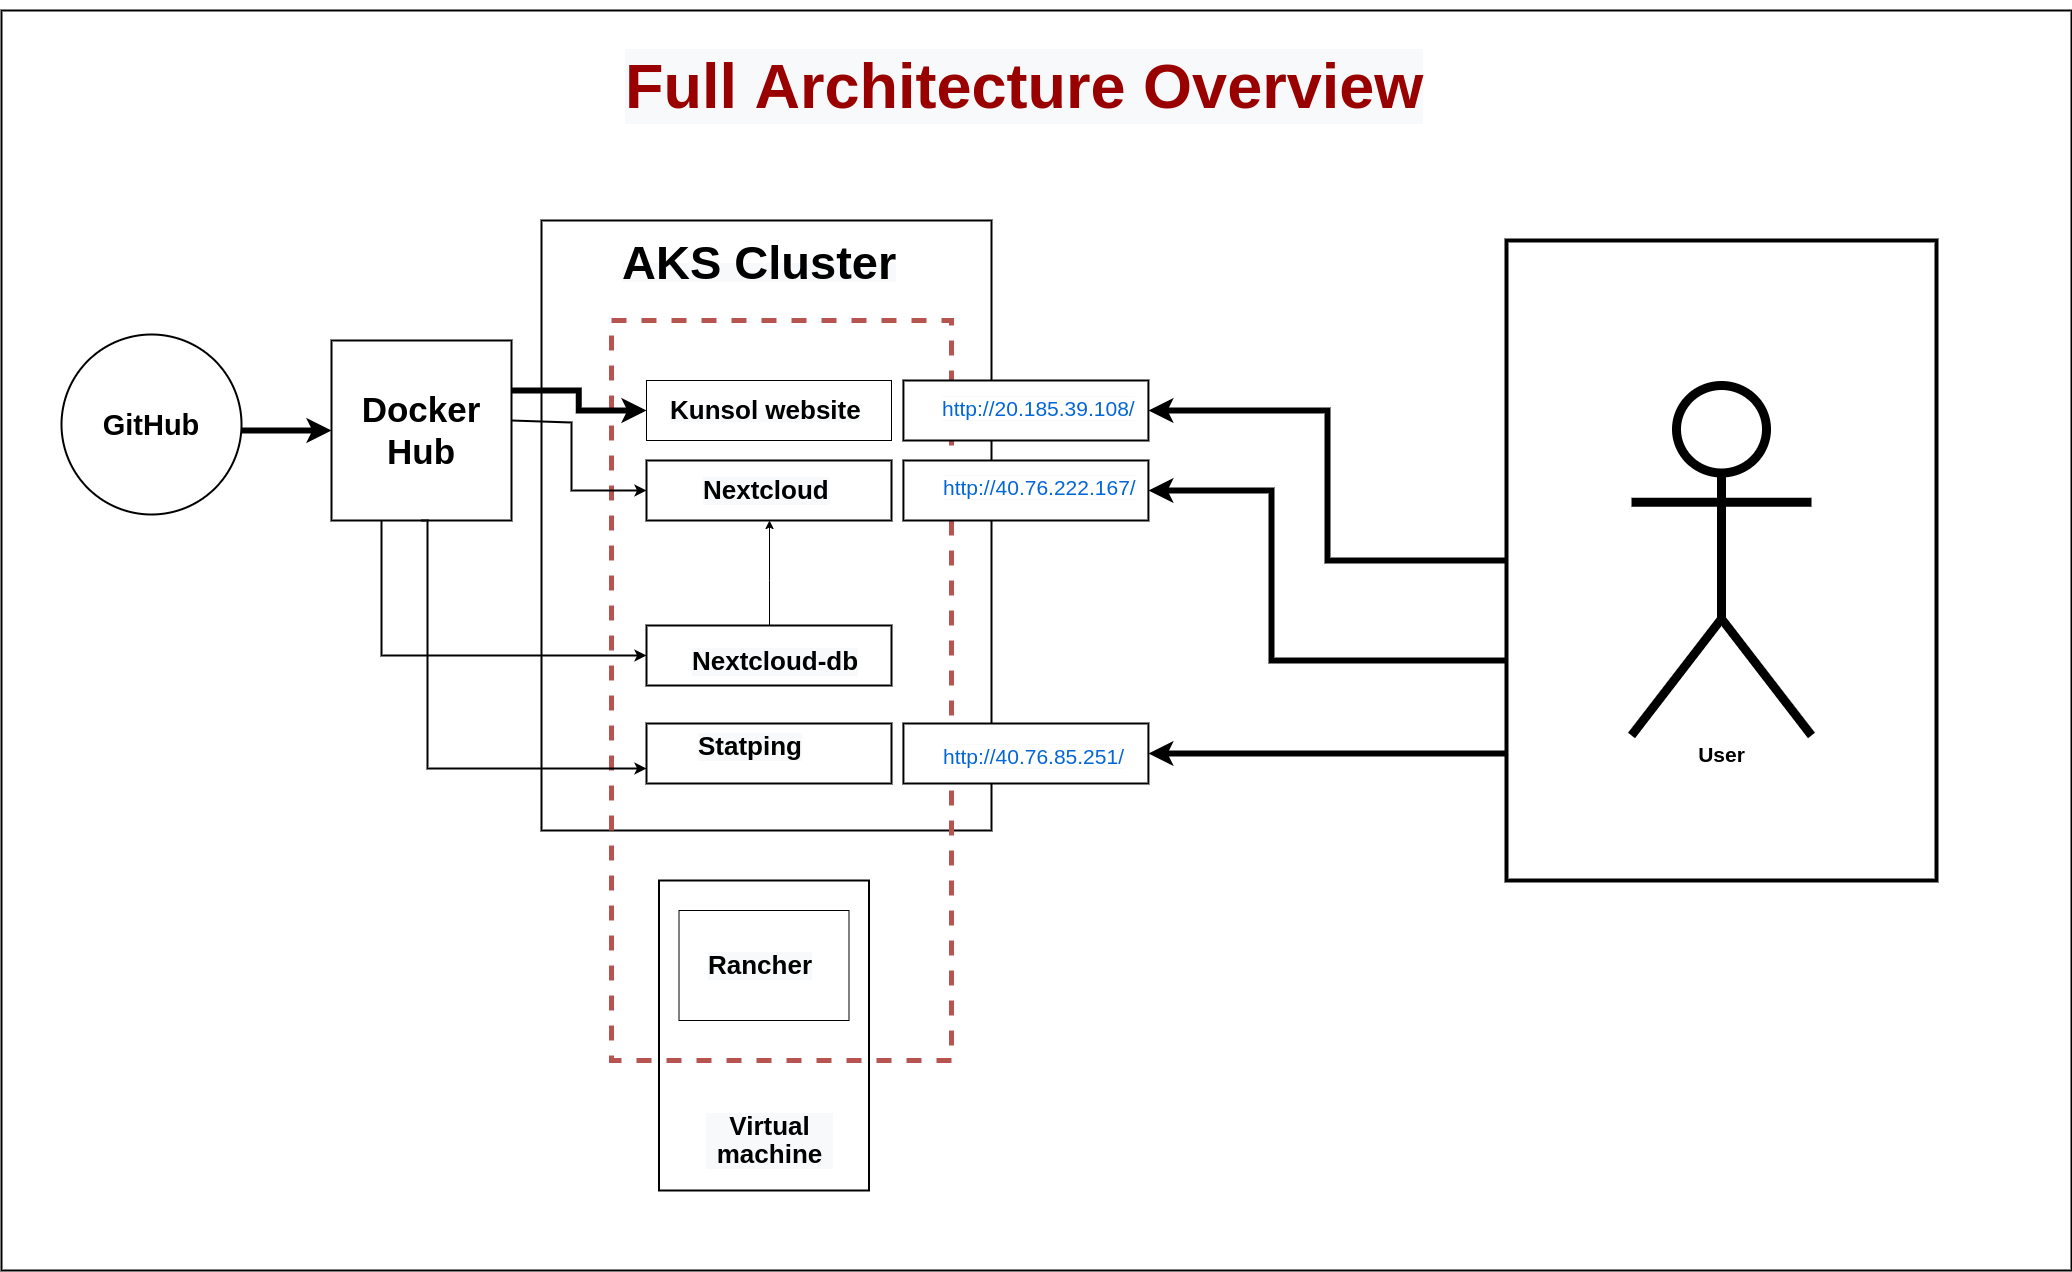 Full Architecture Overview
AKS Cluster
GitHub
Docker
Hub
Kunsol website
http://20.185.39.108/
Nextcloud
http://40.76.222.167/
Nextcloud-db
Statping
http://40.76.85.251/
User
Rancher
Virtual
machine